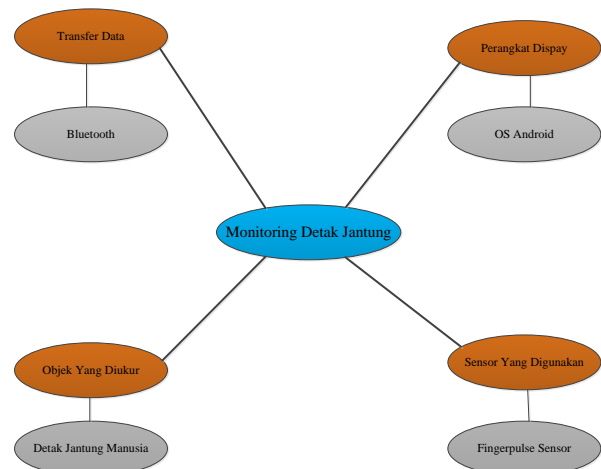 Transfer Data
Perangkat Dispay
Bluetooth
OS Android
Monitoring Detak Jantung
Objek Yang Diukur
Sensor Yang Digunakan
Detak Jantung Manusia
Fingerpulse Sensor